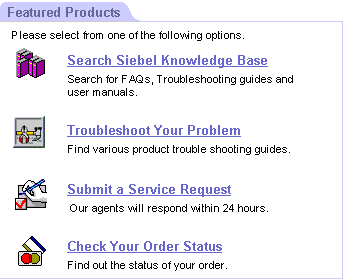 Featured Products
Please select from one of the following options.
Search Siebel Knowledge Base
Search for FAQs, Troubleshooting guides and
user manuals.
Troubleshoot Your Problem
Find various product trouble shooting guides.
Submit a Service Request
Our agents will respond within 24 hours.
Check Your Order Status
Find out the status of your order.